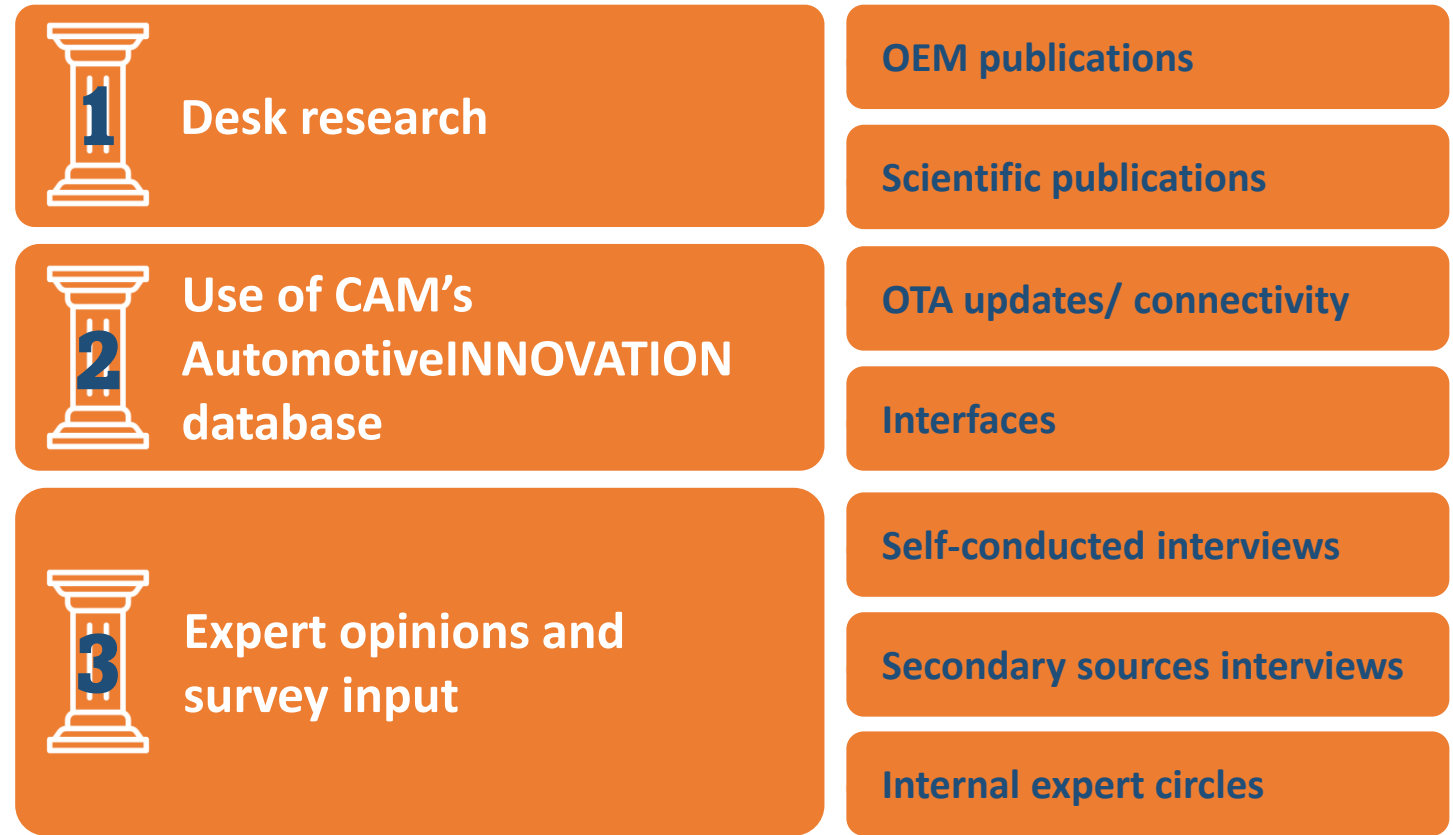 1
Desk research
OEM publications
Scientific publications
2
Use of CAM’s
AutomotiveINNOVATION
database
OTA updates/ connectivity
Interfaces
3
Expert opinions and
survey input
Self-conducted interviews
Secondary sources interviews
Internal expert circles